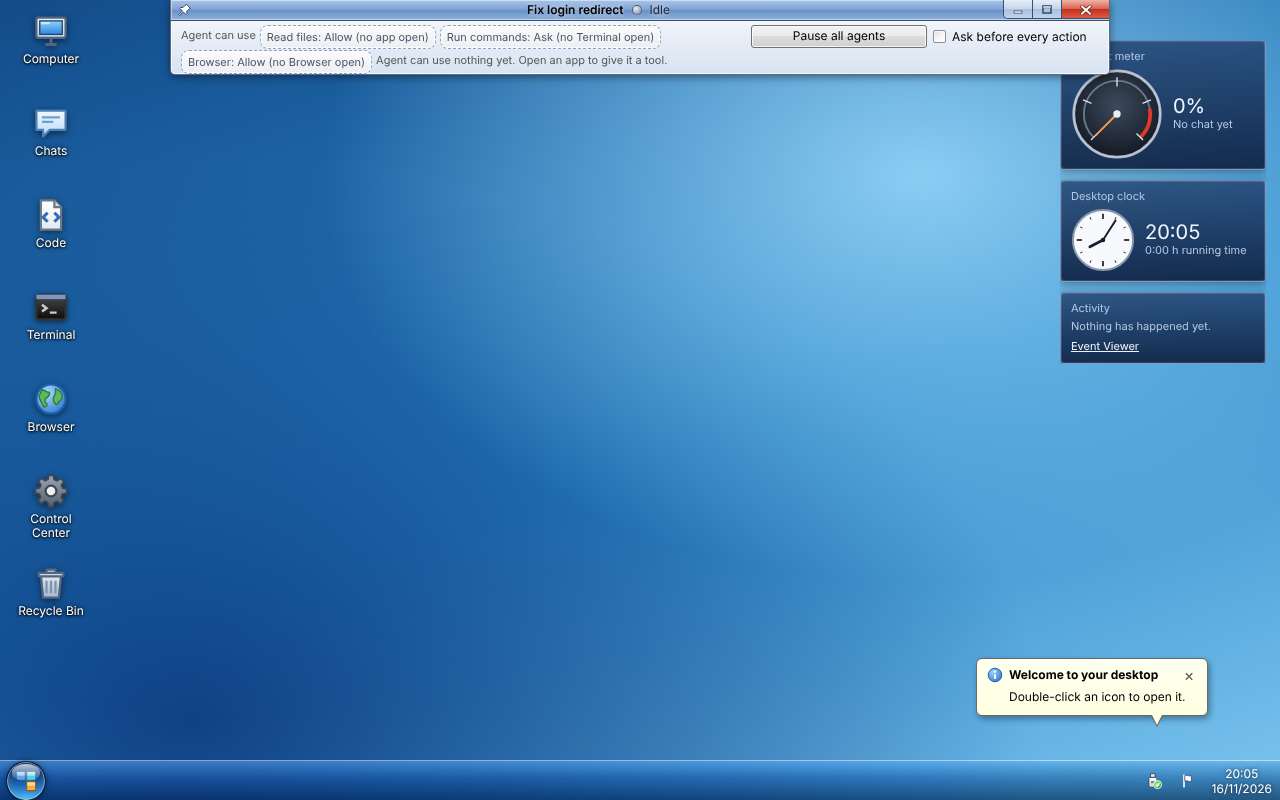 Fix login redirect Idle
Agent can use Read files: Allow (no app open) Run commands: Ask (no Terminal open)
Browser: Allow (no Browser open) Agent can use nothing yet. Open an app to give it a tool.
Pause all agents Ask before every action
Computer
Chats
Code
Terminal
Browser
Control
Center
Recycle Bin
meter
0%
No chat yet
Desktop clock
20:05
0:00 h running time
Activity
Nothing has happened yet.
Event Viewer
Welcome to your desktop
Double-click an icon to open it.
20:05
16/11/2026